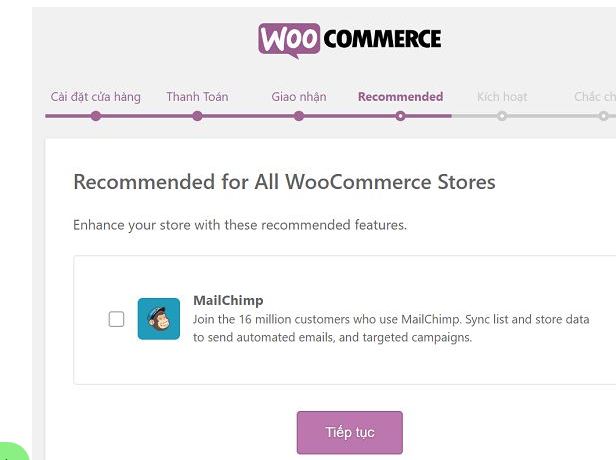 WOO COMMERCE
Cài đặt cửa hàng Thanh Toán Giao nhận Recommended Kích hoạt Chắc
Recommended for All WooCommerce Stores
Enhance your store with these recommended features.
MailChimp
Join the 16 million customers who use MailChimp. Sync list and store data
to send automated emails, and targeted campaigns.
Tiếp tục